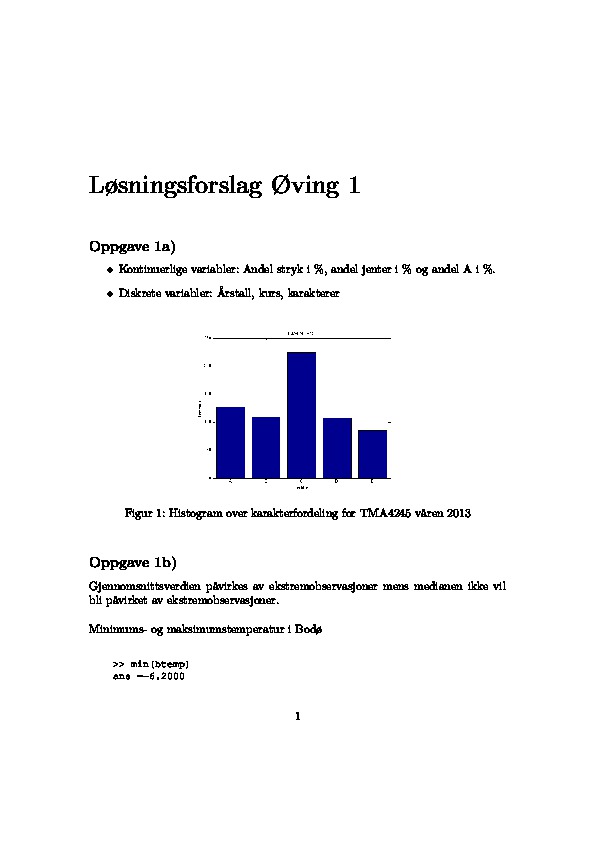 Løsningsforslag Øving 1
Oppgave 1a)
• Kontinuerlige variabler: Andel stryk i %, andel jenter i % og andel A i %.
• Diskrete variabler: Årstall, kurs, karakterer
A
C
D
Figur 1: Histogram over karakterfordeling for TMA4245 våren 2013
Oppgave 1b)
Gjennomsnittsverdien påvirkes av ekstremobservasjoner mens medianen ikke vil
bli påvirket av ekstremobservasjoner.
Minimums- og maksimumstemperatur i Bodø
>> min(btemp)
ans =-6.2000
1